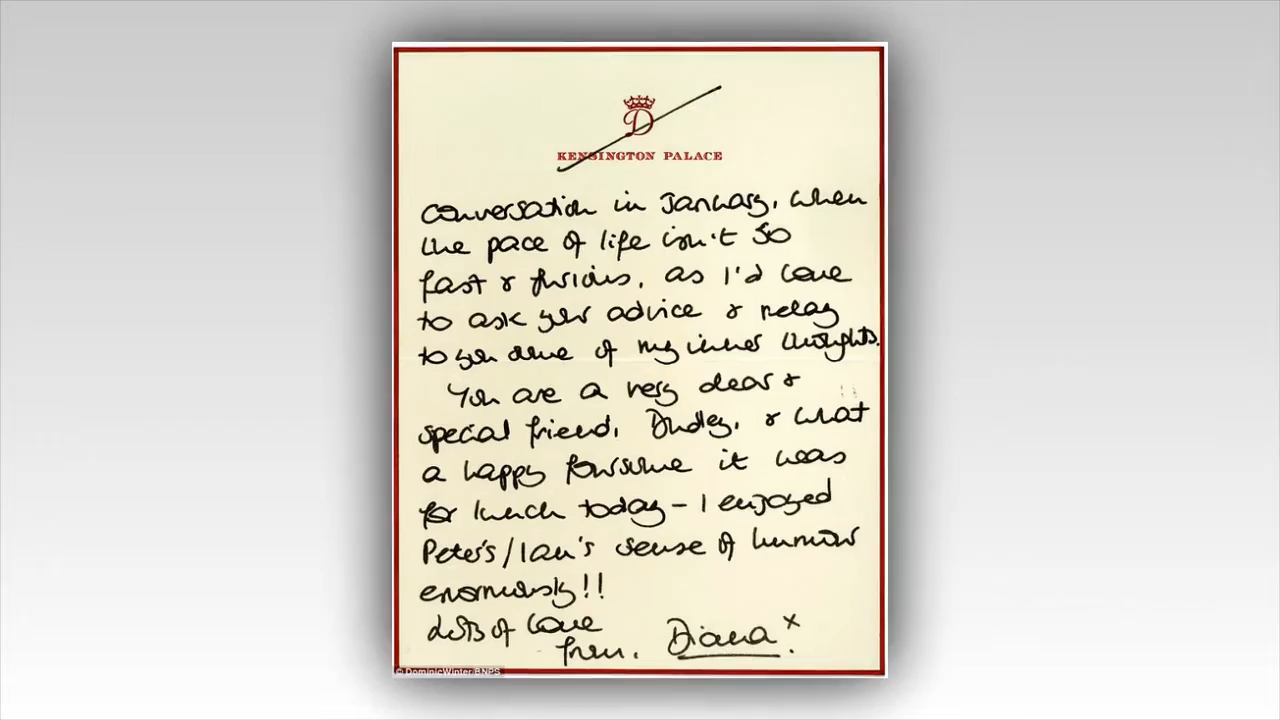 D
KENSINGTON PALACE
conversation in January, when
the pace of life isn't so
fast & furious, as I'd love
to ask your advice & relay
to you some of my inner thoughts.
You are a very dear &
special friend, Dudley, & what
a happy foursome it was
for lunch today – I enjoyed
Peter's/Ian's sense of humour
enormously!!
Lots of love
from, Diana x
© DominicWinter/BNPS